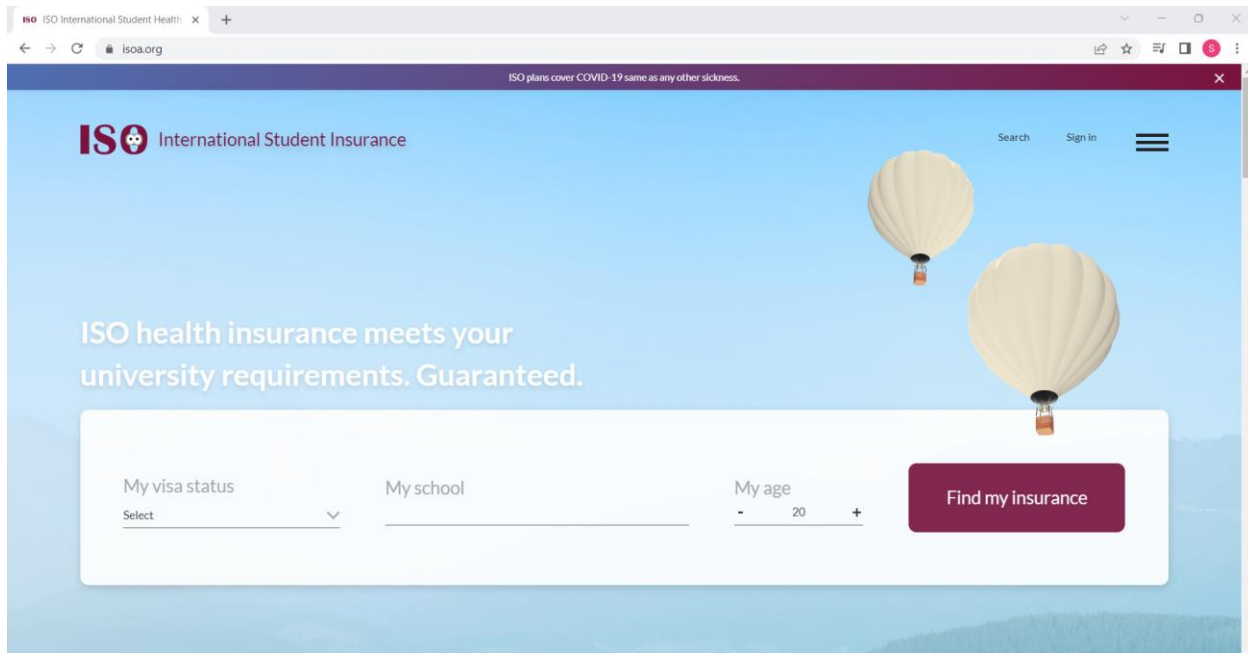 ISO ISO International Student Health
isoa.org
S
ISO plans cover COVID-19 same as any other sickness.
ISO International Student Insurance
Search Sign in
ISO health insurance meets your
university requirements. Guaranteed.
My visa status
Select
My school
My age
- 20 +
Find my insurance